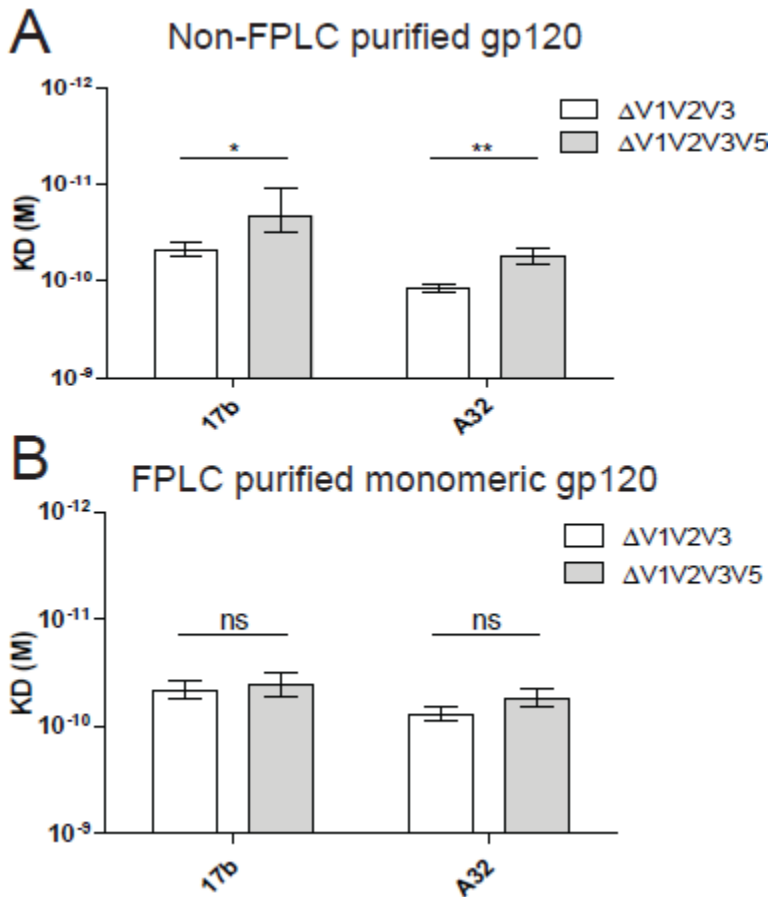 A
Non-FPLC purified gp120
10-12
10-11
10-10
10-9
KD (M)
* **
ΔV1V2V3
ΔV1V2V3V5
17b A32
B
FPLC purified monomeric gp120
10-12
10-11
10-10
10-9
KD (M)
ns ns
ΔV1V2V3
ΔV1V2V3V5
17b A32